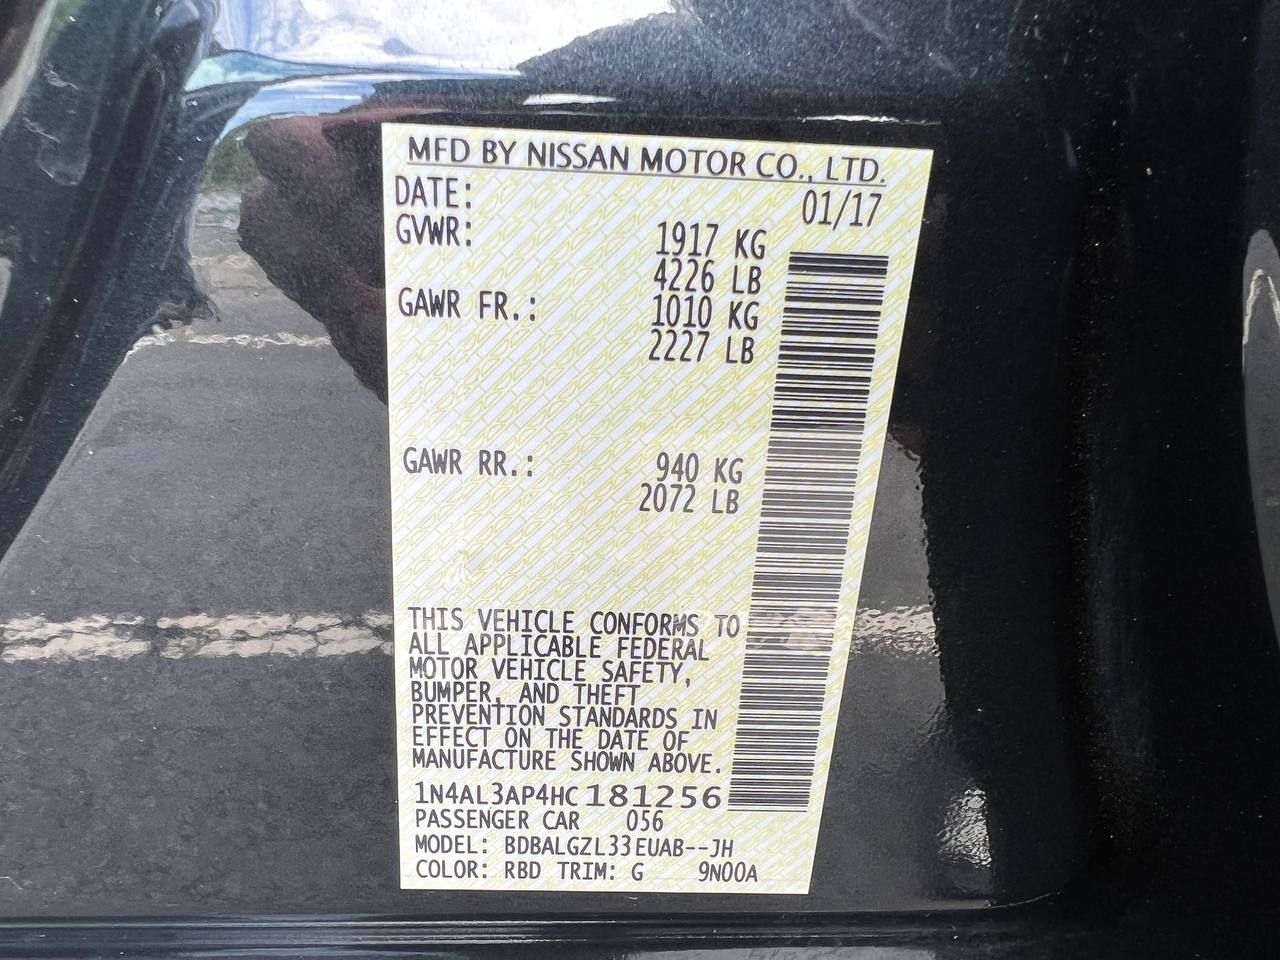 MFD BY NISSAN MOTOR CO., LTD.
DATE: 01/17
GVWR: 1917 KG
4226 LB
GAWR FR.: 1010 KG
2227 LB
GAWR RR.: 940 KG
2072 LB
THIS VEHICLE CONFORMS TO
ALL APPLICABLE FEDERAL
MOTOR VEHICLE SAFETY,
BUMPER, AND THEFT
PREVENTION STANDARDS IN
EFFECT ON THE DATE OF
MANUFACTURE SHOWN ABOVE.
1N4AL3AP4HC181256
PASSENGER CAR 056
MODEL: BDBALGZL33EUAB--JH
COLOR: RBD TRIM: G 9N00A